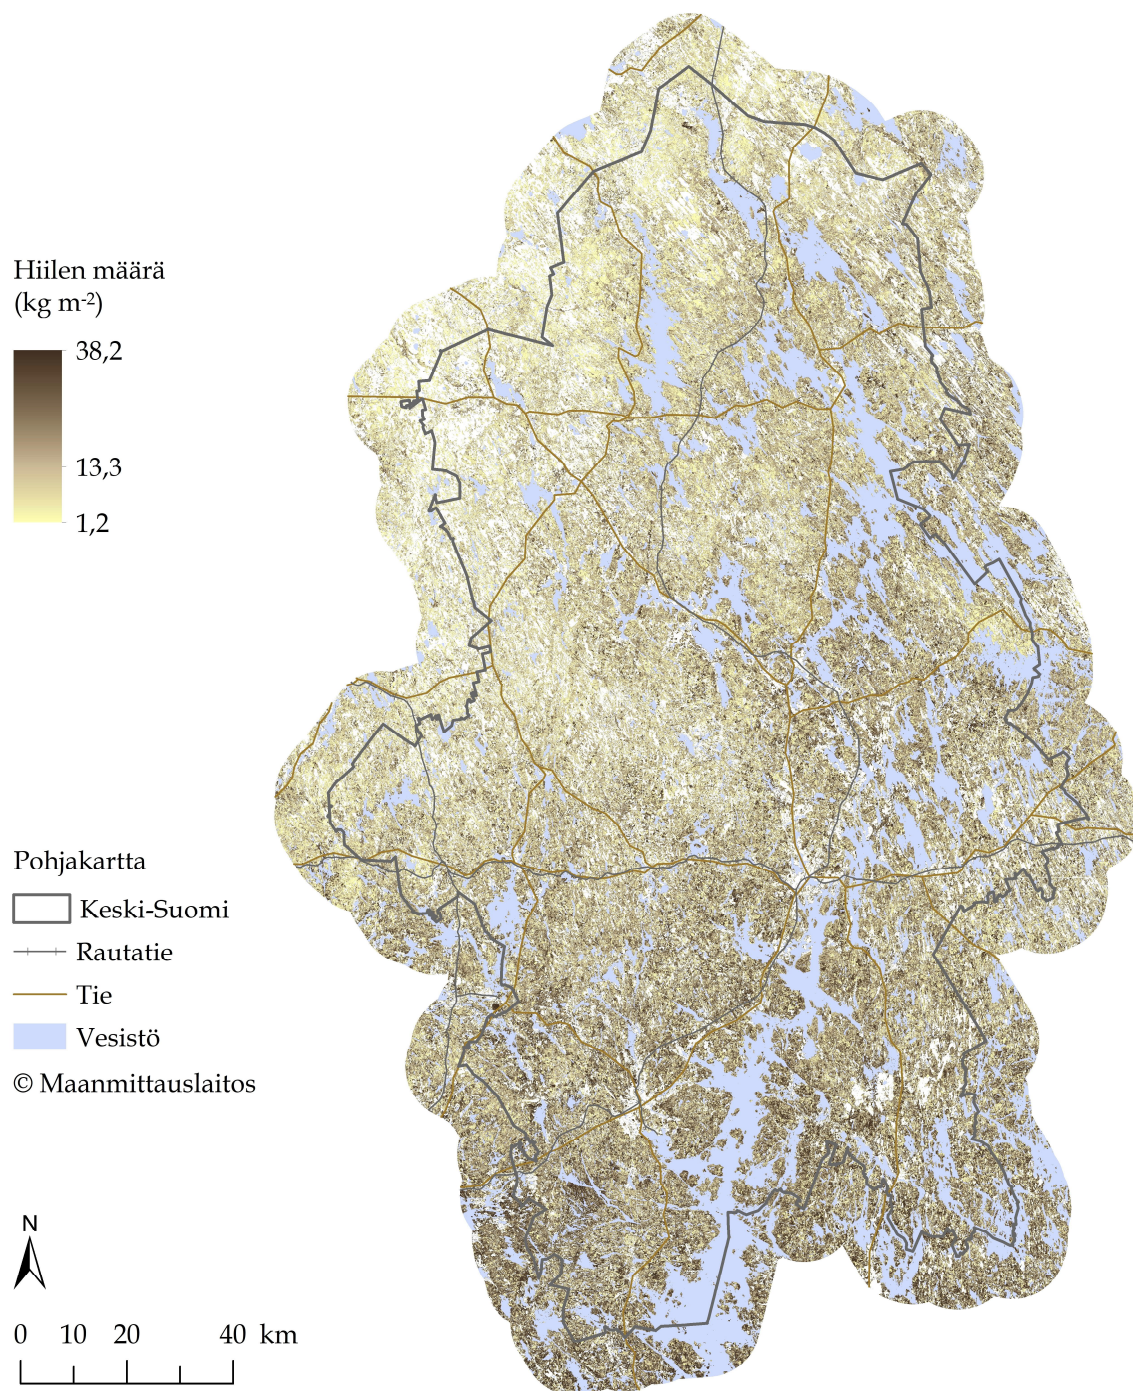 Hiilen määrä
(kg m-2)
38,2
13,3
1,2
Pohjakartta
Keski-Suomi
Rautatie
Tie
Vesistö
© Maanmittauslaitos
N
0 10 20 40 km